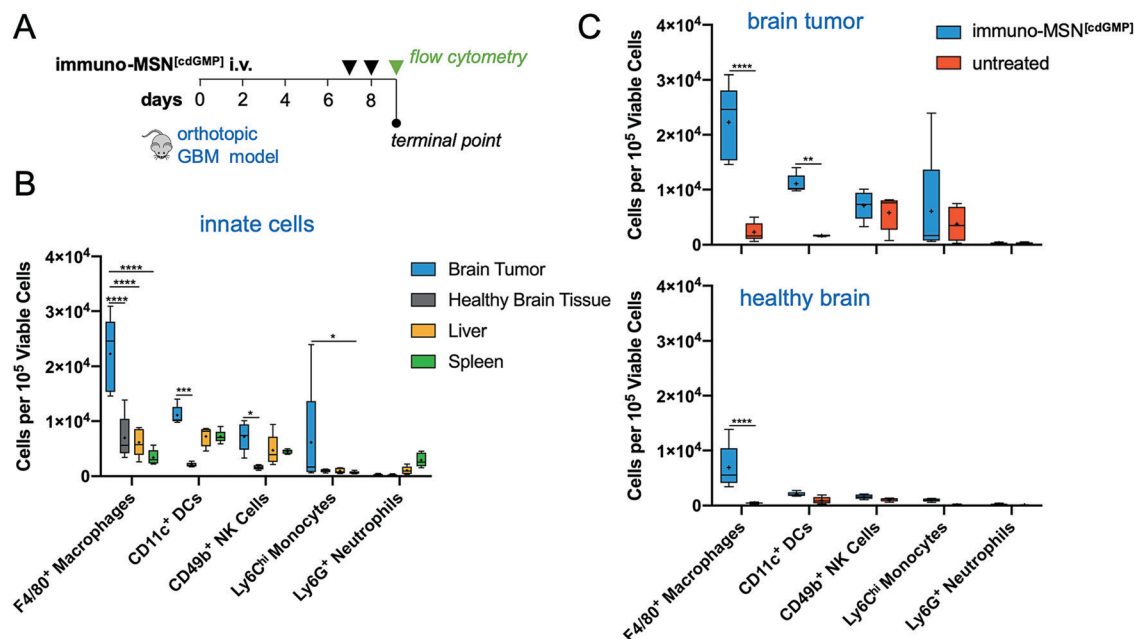 A
immuno-MSN[cdGMP] i.v.
flow cytometry
days 0 2 4 6 8
orthotopic
GBM model
terminal point
B
innate cells
Cells per 10⁵ Viable Cells
4×10⁴
3×10⁴
2×10⁴
1×10⁴
0
****
****
****
***
*
*
Brain Tumor
Healthy Brain Tissue
Liver
Spleen
F4/80⁺ Macrophages
CD11c⁺ DCs
CD49b⁺ NK Cells
Ly6Cʰⁱ Monocytes
Ly6G⁺ Neutrophils
C
brain tumor
immuno-MSN[cdGMP]
untreated
Cells per 10⁵ Viable Cells
4×10⁴
3×10⁴
2×10⁴
1×10⁴
0
****
**
healthy brain
Cells per 10⁵ Viable Cells
4×10⁴
3×10⁴
2×10⁴
1×10⁴
0
****
F4/80⁺ Macrophages
CD11c⁺ DCs
CD49b⁺ NK Cells
Ly6Cʰⁱ Monocytes
Ly6G⁺ Neutrophils